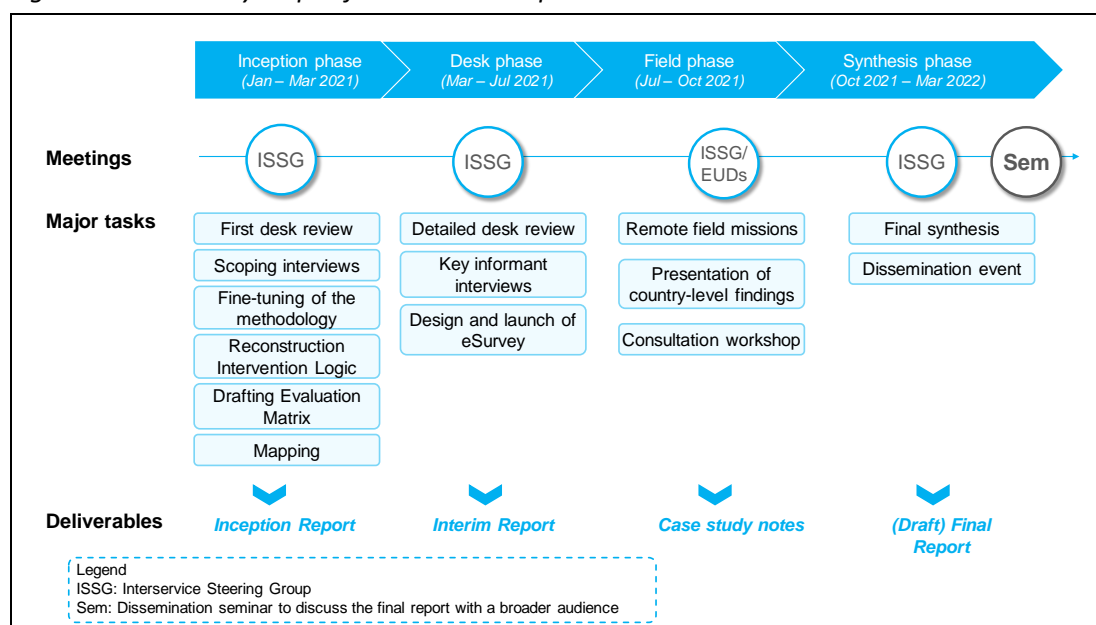 Inception phase
(Jan – Mar 2021)
Desk phase
(Mar – Jul 2021)
Field phase
(Jul – Oct 2021)
Synthesis phase
(Oct 2021 – Mar 2022)
Meetings
ISSG
ISSG
ISSG/
EUDs
ISSG
Sem
Major tasks
First desk review
Scoping interviews
Fine-tuning of the
methodology
Reconstruction
Intervention Logic
Drafting Evaluation
Matrix
Mapping
Detailed desk review
Key informant
interviews
Design and launch of
eSurvey
Remote field missions
Presentation of
country-level findings
Consultation workshop
Final synthesis
Dissemination event
Deliverables
Inception Report
Interim Report
Case study notes
(Draft) Final
Report
Legend
ISSG: Interservice Steering Group
Sem: Dissemination seminar to discuss the final report with a broader audience